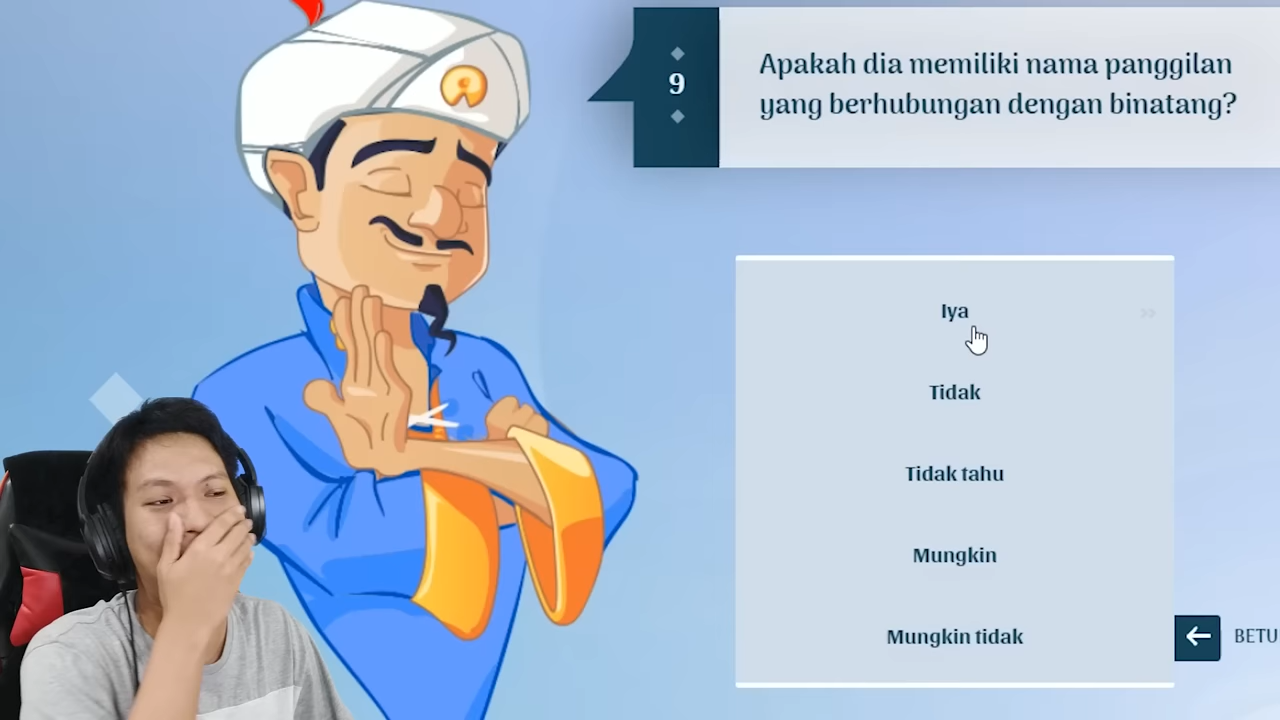 9
Apakah dia memiliki nama panggilan
yang berhubungan dengan binatang?
Iya
Tidak
Tidak tahu
Mungkin
Mungkin tidak
BETU